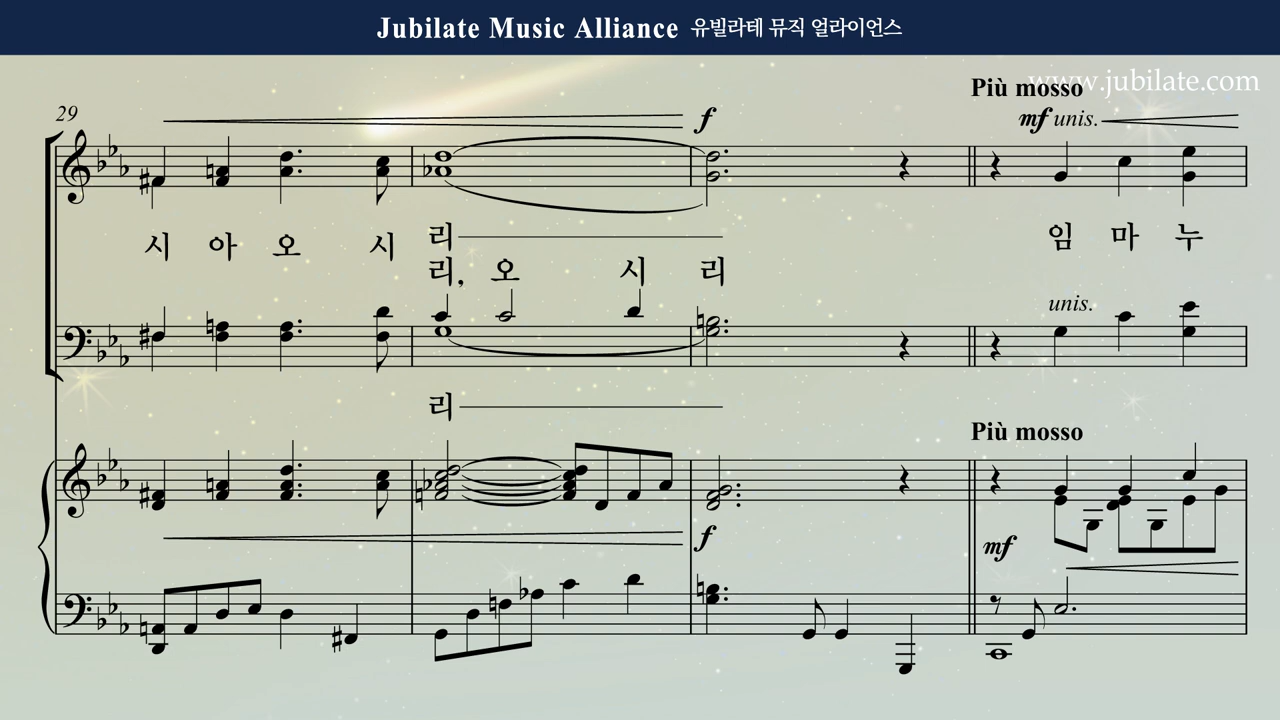 Jubilate Music Alliance 유빌라테 뮤직 얼라이언스
www.jubilate.com
Più mosso
29
f
mf unis.
시 아 오 시 리 임 마 누
리, 오 시 리
unis.
리
Più mosso
f
mf